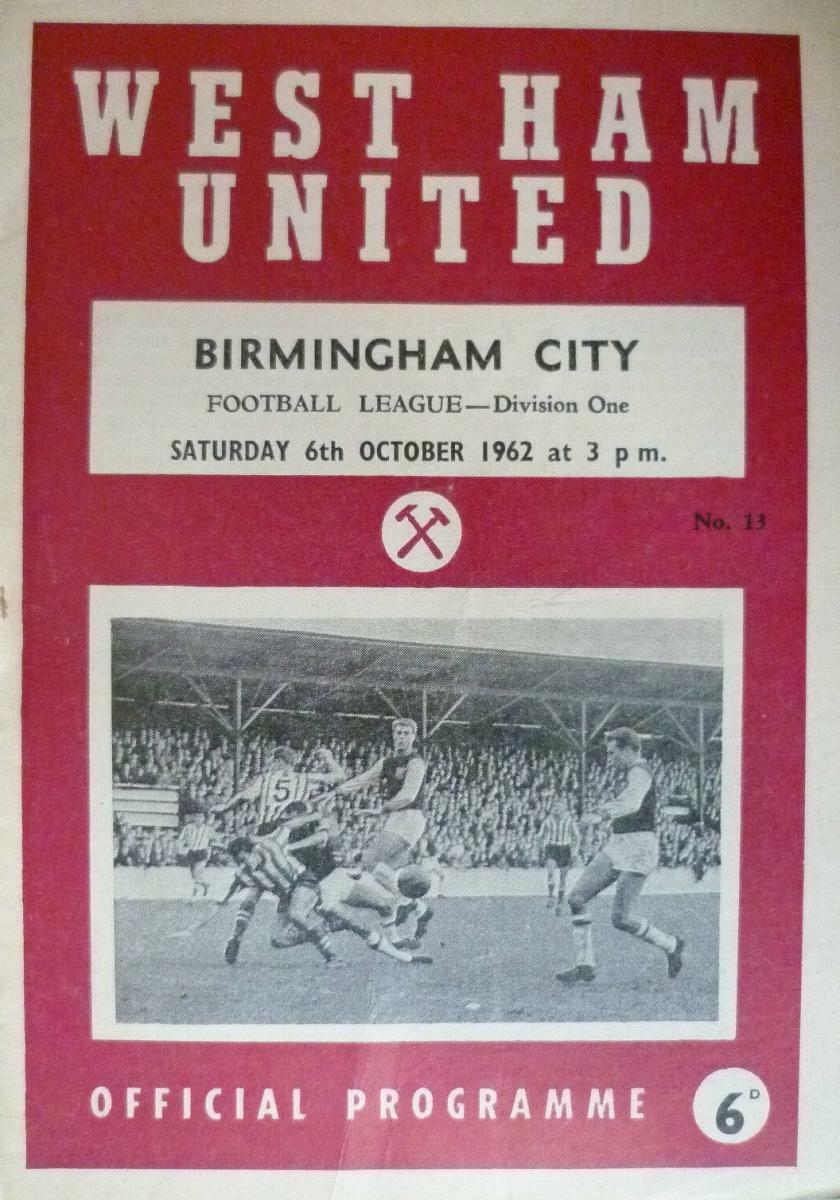 WEST HAM
UNITED
BIRMINGHAM CITY
FOOTBALL LEAGUE—Division One
SATURDAY 6th OCTOBER 1962 at 3 p m.
No. 13
5
OFFICIAL PROGRAMME
6D